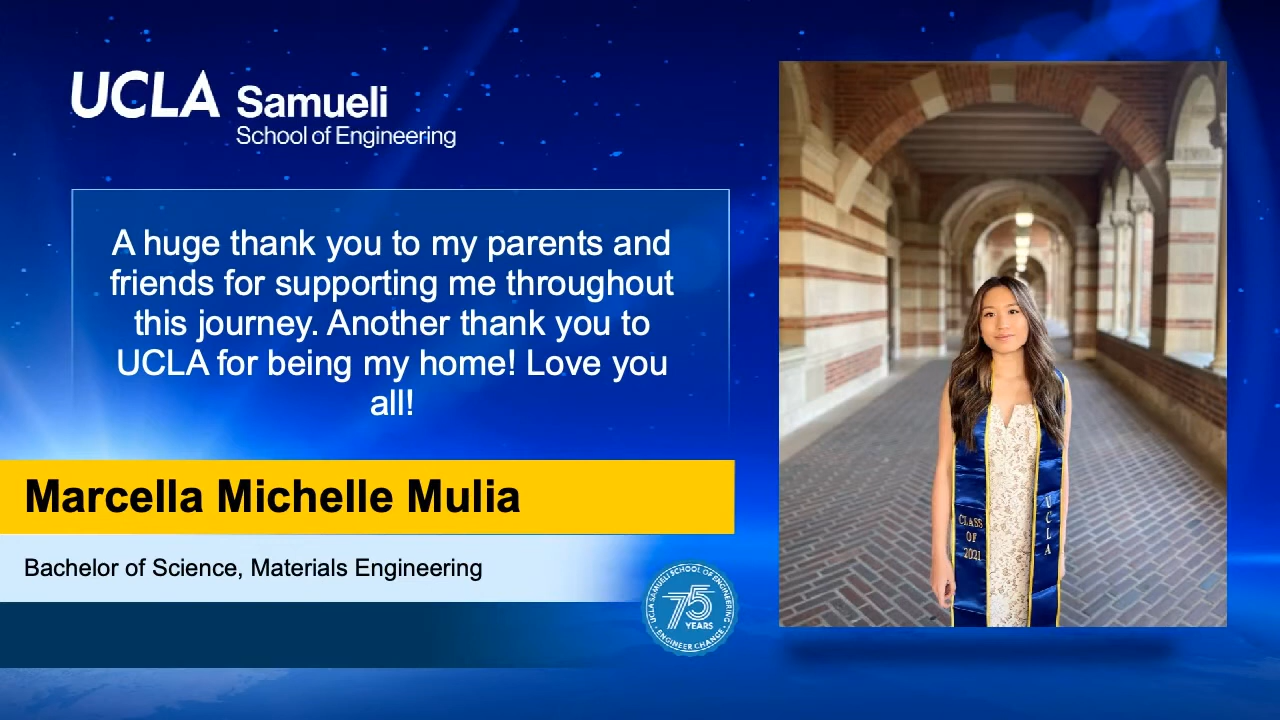 UCLA Samueli
School of Engineering
A huge thank you to my parents and
friends for supporting me throughout
this journey. Another thank you to
UCLA for being my home! Love you
all!
Marcella Michelle Mulia
Bachelor of Science, Materials Engineering
UCLA SAMUELI SCHOOL OF ENGINEERING
75
YEARS
ENGINEER CHANGE
CLASS
OF
2021
UCLA